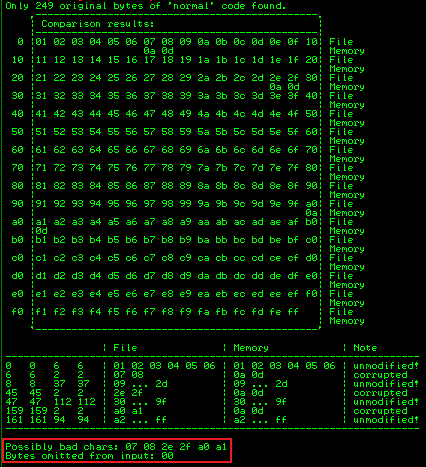 Only 249 original bytes of 'normal' code found.
Comparison results:
0 |01 02 03 04 05 06 07 08 09 0a 0b 0c 0d 0e 0f 10| File
0a 0d | Memory
10 |11 12 13 14 15 16 17 18 19 1a 1b 1c 1d 1e 1f 20| File
| Memory
20 |21 22 23 24 25 26 27 28 29 2a 2b 2c 2d 2e 2f 30| File
0a 0d | Memory
30 |31 32 33 34 35 36 37 38 39 3a 3b 3c 3d 3e 3f 40| File
| Memory
40 |41 42 43 44 45 46 47 48 49 4a 4b 4c 4d 4e 4f 50| File
| Memory
50 |51 52 53 54 55 56 57 58 59 5a 5b 5c 5d 5e 5f 60| File
| Memory
60 |61 62 63 64 65 66 67 68 69 6a 6b 6c 6d 6e 6f 70| File
| Memory
70 |71 72 73 74 75 76 77 78 79 7a 7b 7c 7d 7e 7f 80| File
| Memory
80 |81 82 83 84 85 86 87 88 89 8a 8b 8c 8d 8e 8f 90| File
| Memory
90 |91 92 93 94 95 96 97 98 99 9a 9b 9c 9d 9e 9f a0| File
0a| Memory
a0 |a1 a2 a3 a4 a5 a6 a7 a8 a9 aa ab ac ad ae af b0| File
|0d | Memory
b0 |b1 b2 b3 b4 b5 b6 b7 b8 b9 ba bb bc bd be bf c0| File
| Memory
c0 |c1 c2 c3 c4 c5 c6 c7 c8 c9 ca cb cc cd ce cf d0| File
| Memory
d0 |d1 d2 d3 d4 d5 d6 d7 d8 d9 da db dc dd de df e0| File
| Memory
e0 |e1 e2 e3 e4 e5 e6 e7 e8 e9 ea eb ec ed ee ef f0| File
| Memory
f0 |f1 f2 f3 f4 f5 f6 f7 f8 f9 fa fb fc fd fe ff | File
| Memory
| File | Memory | Note
0 0 6 6 | 01 02 03 04 05 06 | 01 02 03 04 05 06 | unmodified!
6 6 2 2 | 07 08 | 0a 0d | corrupted
8 8 37 37 | 09 ... 2d | 09 ... 2d | unmodified!
45 45 2 2 | 2e 2f | 0a 0d | corrupted
47 47 112 112 | 30 ... 9f | 30 ... 9f | unmodified!
159 159 2 2 | a0 a1 | 0a 0d | corrupted
161 161 94 94 | a2 ... ff | a2 ... ff | unmodified!
Possibly bad chars: 07 08 2e 2f a0 a1
Bytes omitted from input: 00